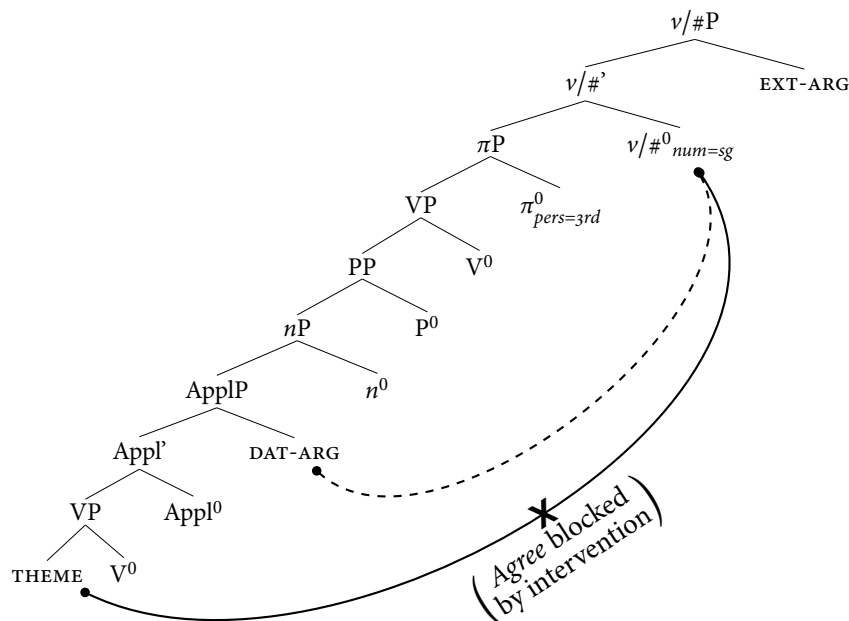 v/#P
v/#' EXT-ARG
πP v/#⁰num=sg
VP π⁰pers=3rd
PP V⁰
nP P⁰
ApplP n⁰
Appl' DAT-ARG
VP Appl⁰
THEME V⁰
(Agree blocked
by intervention)